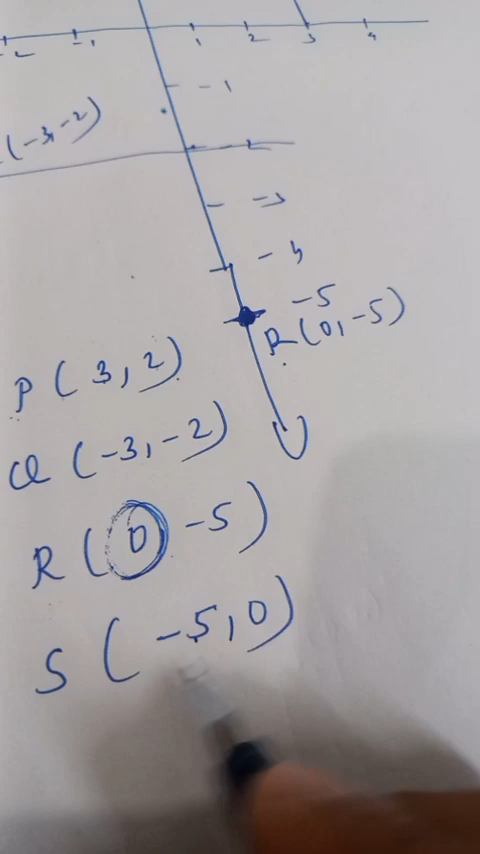 -2 -1 1 2 3 4
-1
(-3,-2)
-2
-3
-4
-5
R(0,-5)
P(3,2)
Q(-3,-2)
R(0 -5)
S(-5,0)